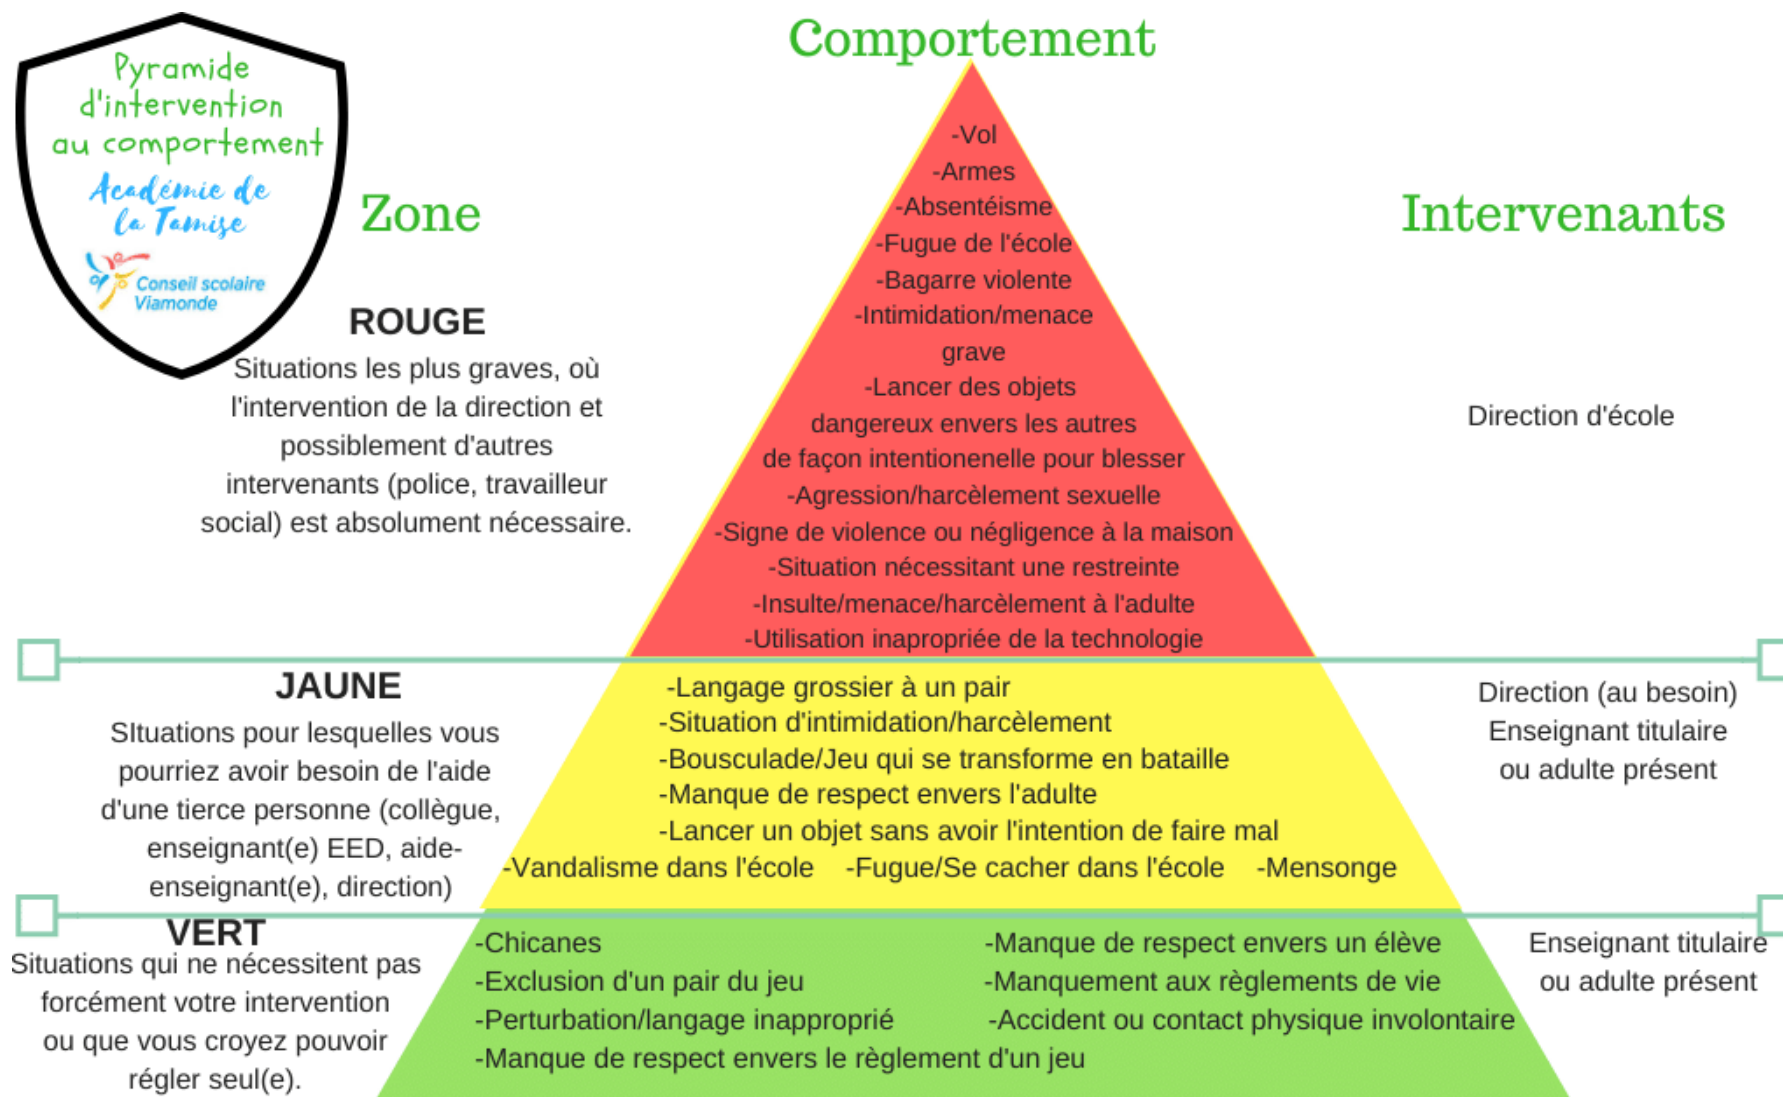 Pyramide
d'intervention
au comportement
Académie de
la Tamise
Conseil scolaire
Viamonde
Comportement
Zone
Intervenants
ROUGE
Situations les plus graves, où
l'intervention de la direction et
possiblement d'autres
intervenants (police, travailleur
social) est absolument nécessaire.
-Vol
-Armes
-Absentéisme
-Fugue de l'école
-Bagarre violente
-Intimidation/menace
grave
-Lancer des objets
dangereux envers les autres
de façon intentionenelle pour blesser
-Agression/harcèlement sexuelle
-Signe de violence ou négligence à la maison
-Situation nécessitant une restreinte
-Insulte/menace/harcèlement à l'adulte
-Utilisation inapropriée de la technologie
Direction d'école
JAUNE
SItuations pour lesquelles vous
pourriez avoir besoin de l'aide
d'une tierce personne (collègue,
enseignant(e) EED, aide-
enseignant(e), direction)
-Langage grossier à un pair
-Situation d'intimidation/harcèlement
-Bousculade/Jeu qui se transforme en bataille
-Manque de respect envers l'adulte
-Lancer un objet sans avoir l'intention de faire mal
-Vandalisme dans l'école -Fugue/Se cacher dans l'école -Mensonge
Direction (au besoin)
Enseignant titulaire
ou adulte présent
VERT
Situations qui ne nécessitent pas
forcément votre intervention
ou que vous croyez pouvoir
régler seul(e).
-Chicanes
-Exclusion d'un pair du jeu
-Perturbation/langage inapproprié
-Manque de respect envers le règlement d'un jeu
-Manque de respect envers un élève
-Manquement aux règlements de vie
-Accident ou contact physique involontaire
Enseignant titulaire
ou adulte présent